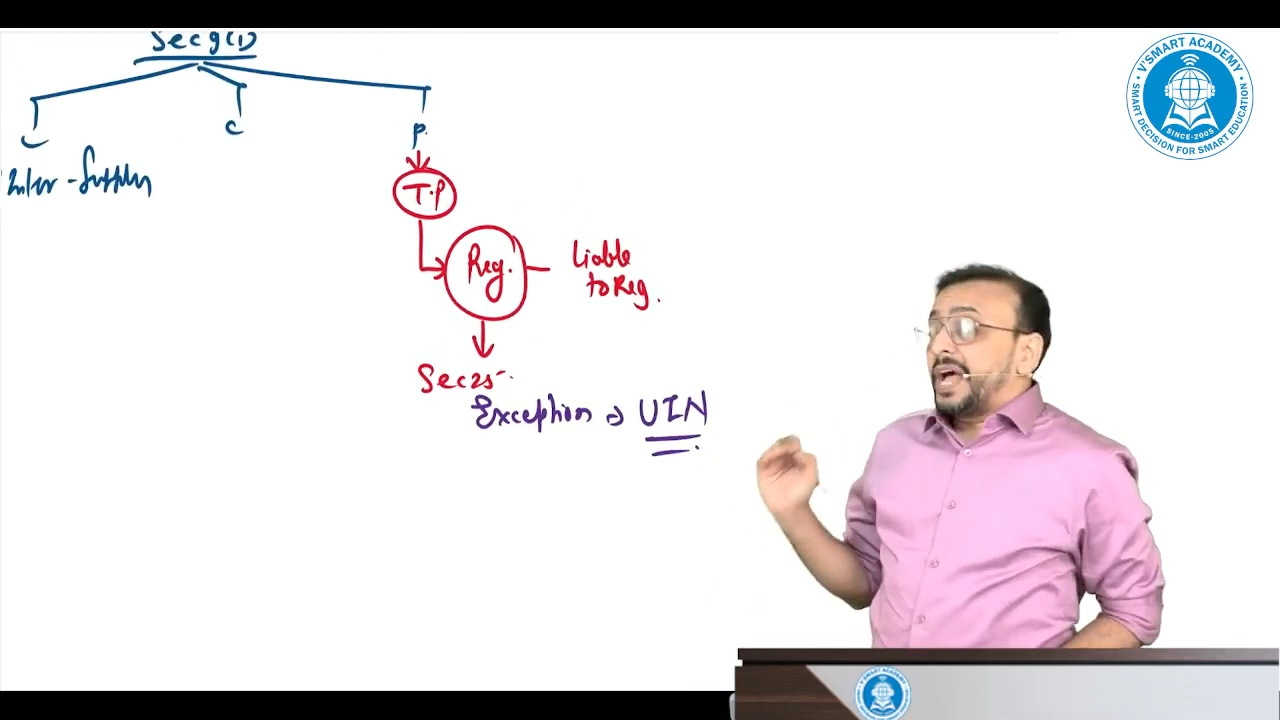 Sec 9(1)
C
P.
T.P
Reg.
Liable
to Reg.
Sec 25
Exception → UIN
Inter - Supply
V'SMART ACADEMY
SMART DECISION FOR SMART EDUCATION
SINCE-2005